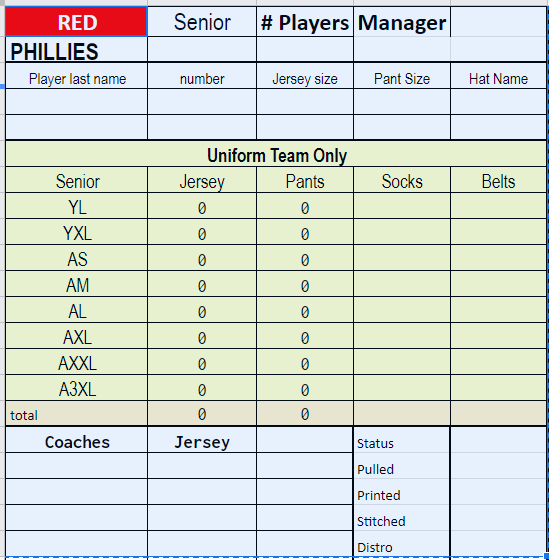 RED Senior # Players Manager
PHILLIES
Player last name number Jersey size Pant Size Hat Name
Uniform Team Only
Senior Jersey Pants Socks Belts
YL 0 0
YXL 0 0
AS 0 0
AM 0 0
AL 0 0
AXL 0 0
AXXL 0 0
A3XL 0 0
total 0 0
Coaches Jersey Status
Pulled
Printed
Stitched
Distro